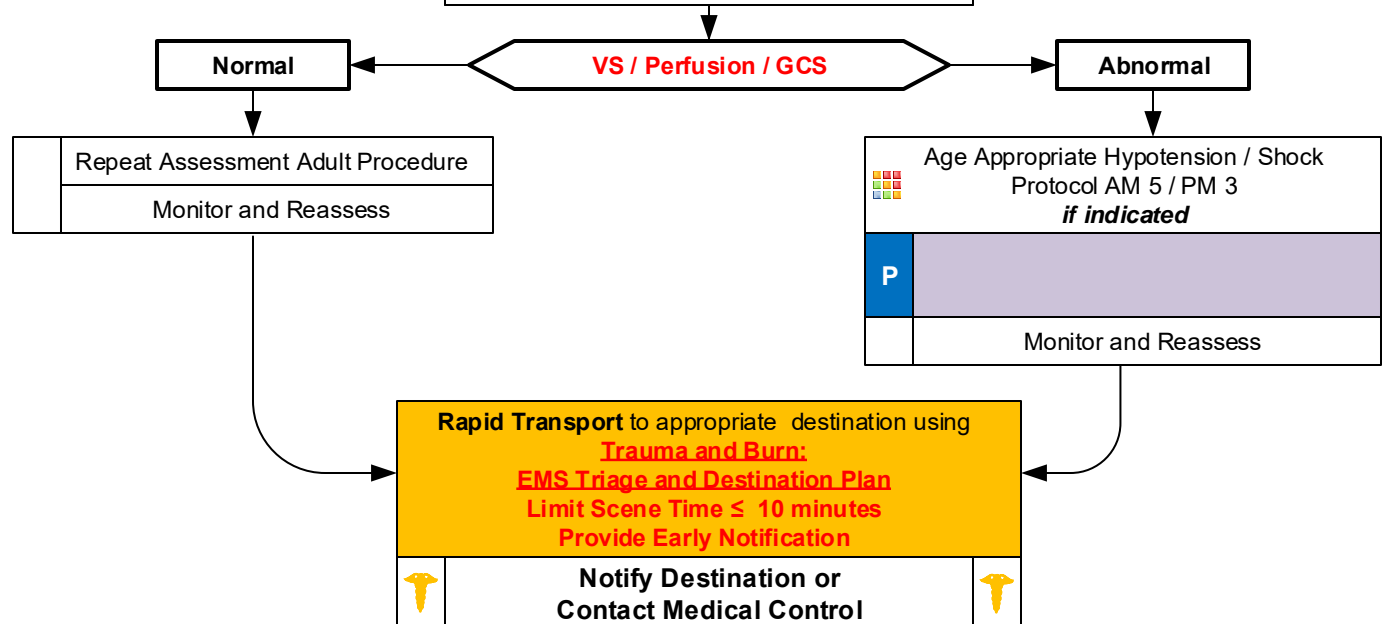 Normal
VS / Perfusion / GCS
Abnormal
Repeat Assessment Adult Procedure
Monitor and Reassess
Age Appropriate Hypotension / Shock
Protocol AM 5 / PM 3
if indicated
P
Monitor and Reassess
Rapid Transport to appropriate destination using
Trauma and Burn:
EMS Triage and Destination Plan
Limit Scene Time ≤ 10 minutes
Provide Early Notification
Notify Destination or
Contact Medical Control